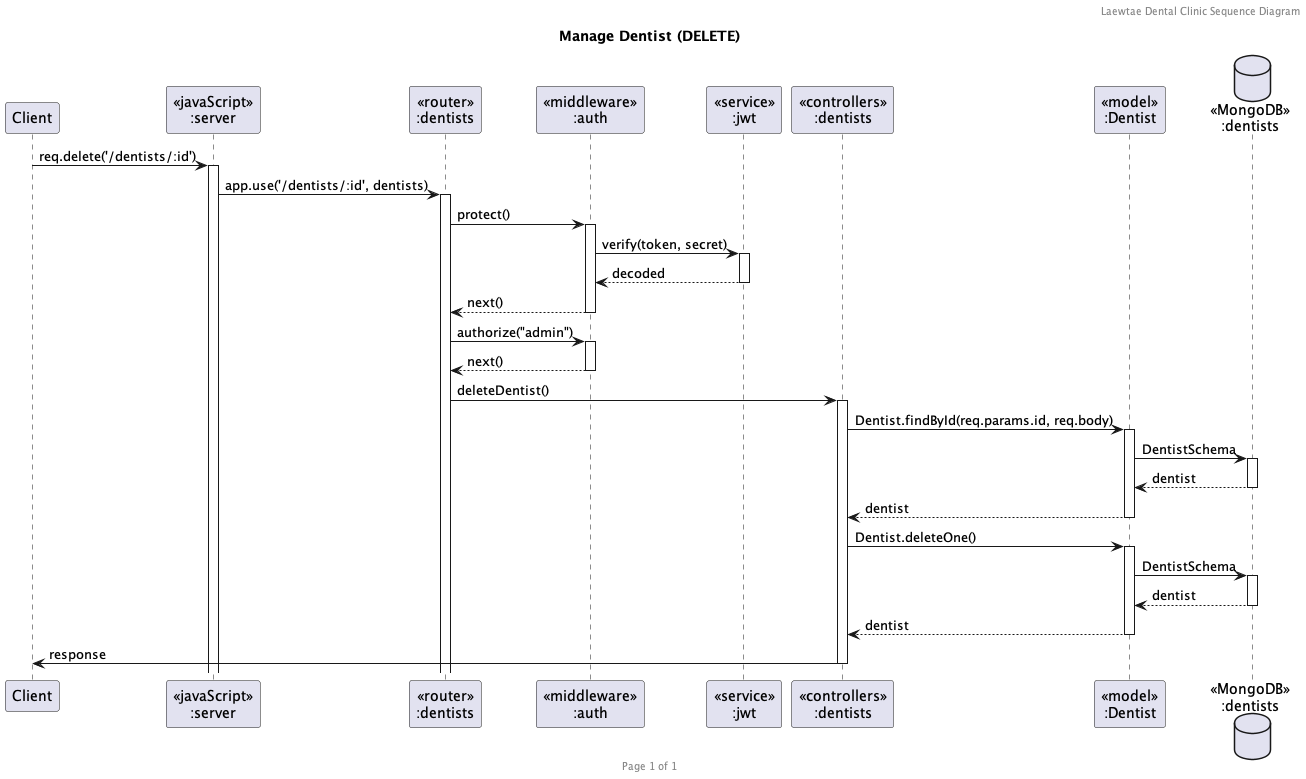 Laewtae Dental Clinic Sequence Diagram
Manage Dentist (DELETE)
Client
«javaScript»
:server
«router»
:dentists
«middleware»
:auth
«service»
:jwt
«controllers»
:dentists
«model»
:Dentist
«MongoDB»
:dentists
req.delete('/dentists/:id')
app.use('/dentists/:id', dentists)
protect()
verify(token, secret)
decoded
next()
authorize("admin")
next()
deleteDentist()
Dentist.findById(req.params.id, req.body)
DentistSchema
dentist
dentist
Dentist.deleteOne()
DentistSchema
dentist
dentist
response
Client
«javaScript»
:server
«router»
:dentists
«middleware»
:auth
«service»
:jwt
«controllers»
:dentists
«model»
:Dentist
«MongoDB»
:dentists
Page 1 of 1